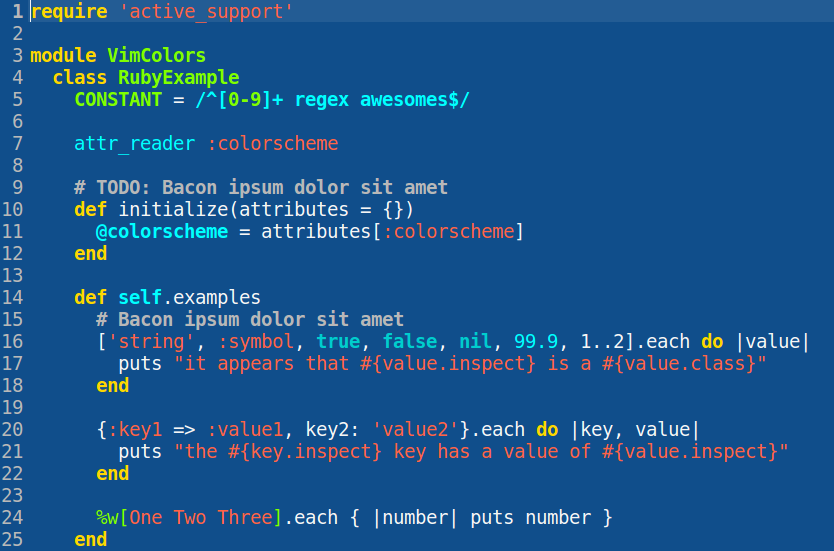 1 require 'active_support'
2
3 module VimColors
4   class RubyExample
5     CONSTANT = /^[0-9]+ regex awesomes$/
6
7     attr_reader :colorscheme
8
9     # TODO: Bacon ipsum dolor sit amet
10     def initialize(attributes = {})
11       @colorscheme = attributes[:colorscheme]
12     end
13
14     def self.examples
15       # Bacon ipsum dolor sit amet
16       ['string', :symbol, true, false, nil, 99.9, 1..2].each do |value|
17         puts "it appears that #{value.inspect} is a #{value.class}"
18       end
19
20       {:key1 => :value1, key2: 'value2'}.each do |key, value|
21         puts "the #{key.inspect} key has a value of #{value.inspect}"
22       end
23
24       %w[One Two Three].each { |number| puts number }
25     end